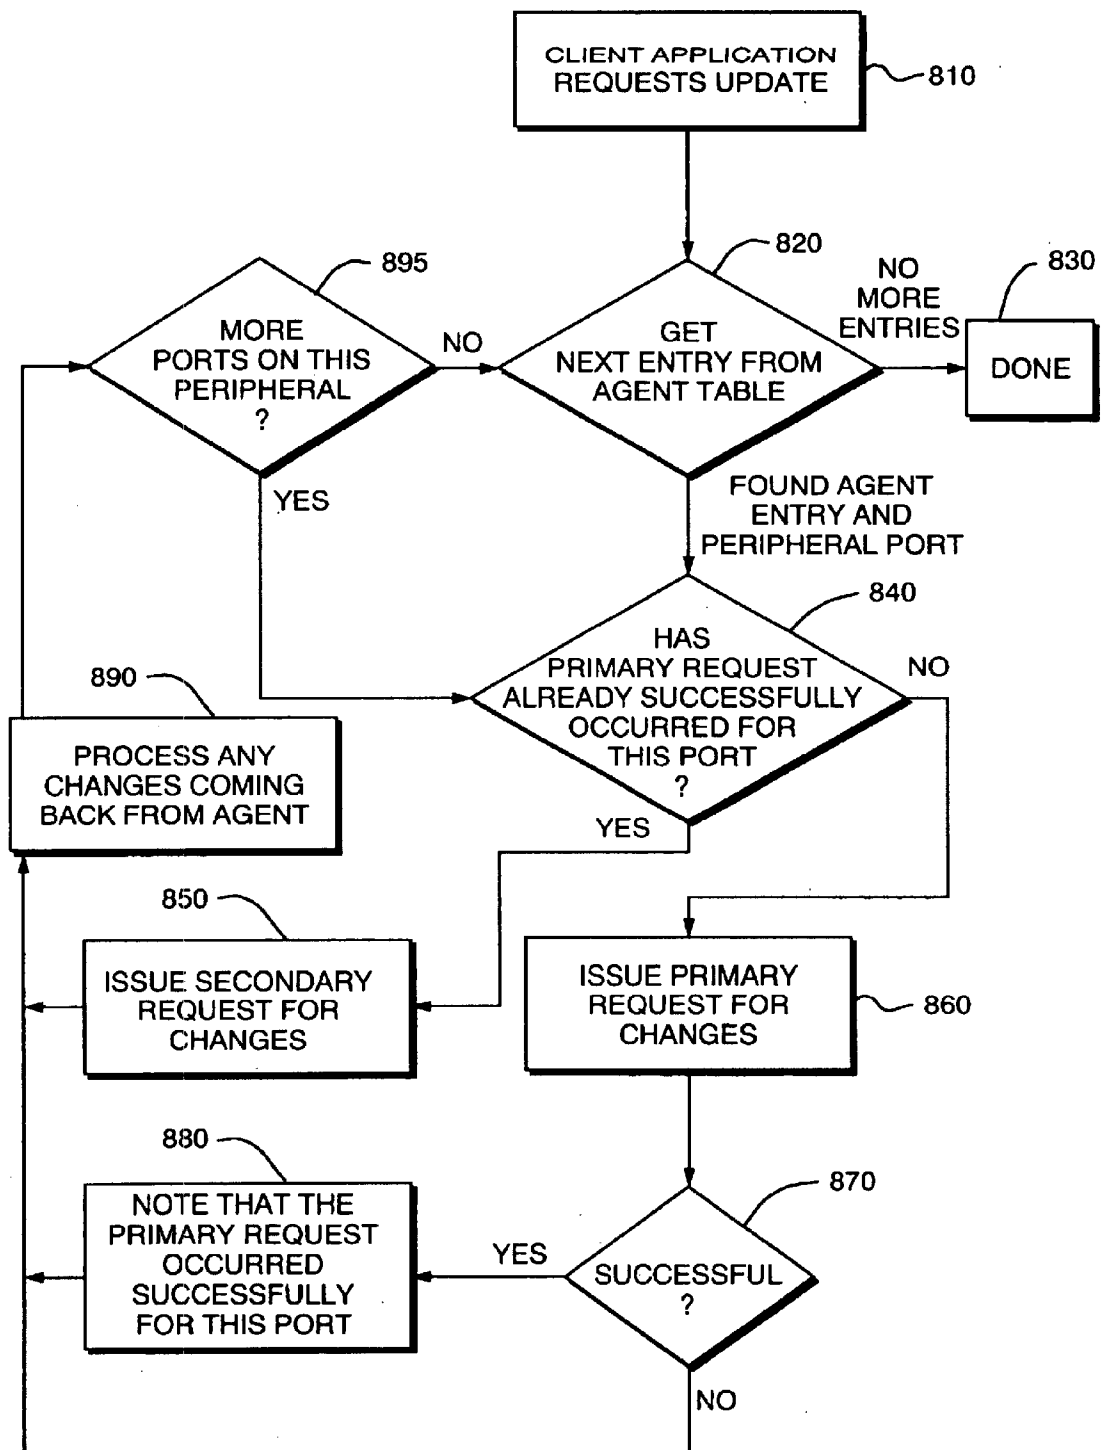 CLIENT APPLICATION
REQUESTS UPDATE
810
820
895
NO
MORE
ENTRIES
830
MORE
PORTS ON THIS
PERIPHERAL
?
NO
GET
NEXT ENTRY FROM
AGENT TABLE
DONE
YES
FOUND AGENT
ENTRY AND
PERIPHERAL PORT
840
HAS
PRIMARY REQUEST
ALREADY SUCCESSFULLY
OCCURRED FOR
THIS PORT
?
NO
890
PROCESS ANY
CHANGES COMING
BACK FROM AGENT
YES
850
ISSUE SECONDARY
REQUEST FOR
CHANGES
ISSUE PRIMARY
REQUEST FOR
CHANGES
860
880
NOTE THAT THE
PRIMARY REQUEST
OCCURRED
SUCCESSFULLY
FOR THIS PORT
YES
870
SUCCESSFUL
?
NO